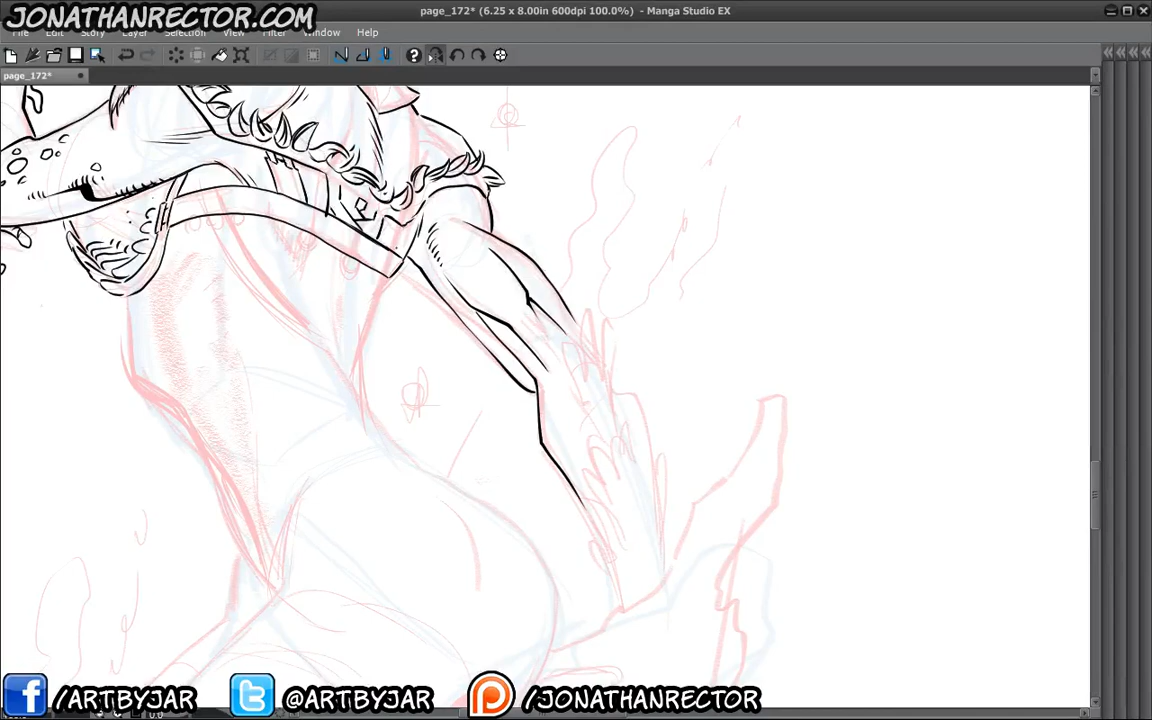 page_172* (6.25 x 8.00in 600dpi 100.0%) - Manga Studio EX
JONATHANRECTOR.COM
File Edit Story Layer Selection View Filter Window Help
page_172*
/ARTBYJAR @ARTBYJAR /JONATHANRECTOR